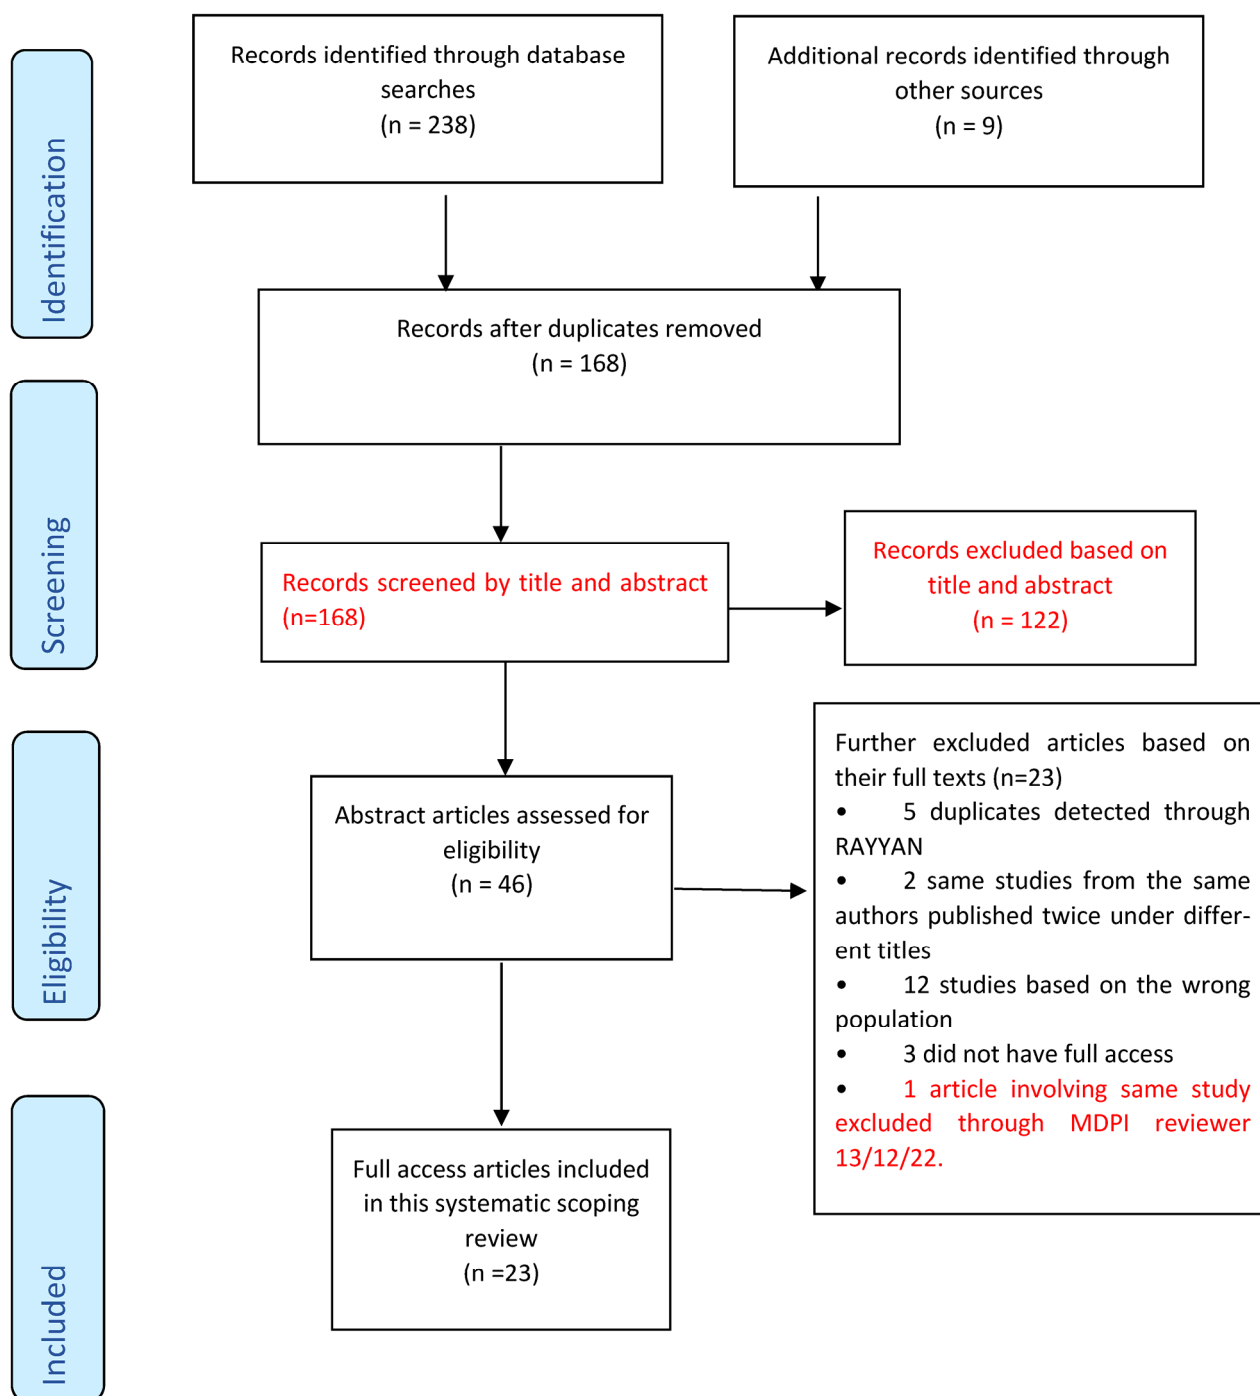 Identification
Records identified through database
searches
(n = 238)
Additional records identified through
other sources
(n = 9)
Records after duplicates removed
(n = 168)
Screening
Records screened by title and abstract
(n=168)
Records excluded based on
title and abstract
(n = 122)
Eligibility
Abstract articles assessed for
eligibility
(n = 46)
Further excluded articles based on
their full texts (n=23)
• 5 duplicates detected through
RAYYAN
• 2 same studies from the same
authors published twice under differ-
ent titles
• 12 studies based on the wrong
population
• 3 did not have full access
• 1 article involving same study
excluded through MDPI reviewer
13/12/22.
Included
Full access articles included
in this systematic scoping
review
(n =23)